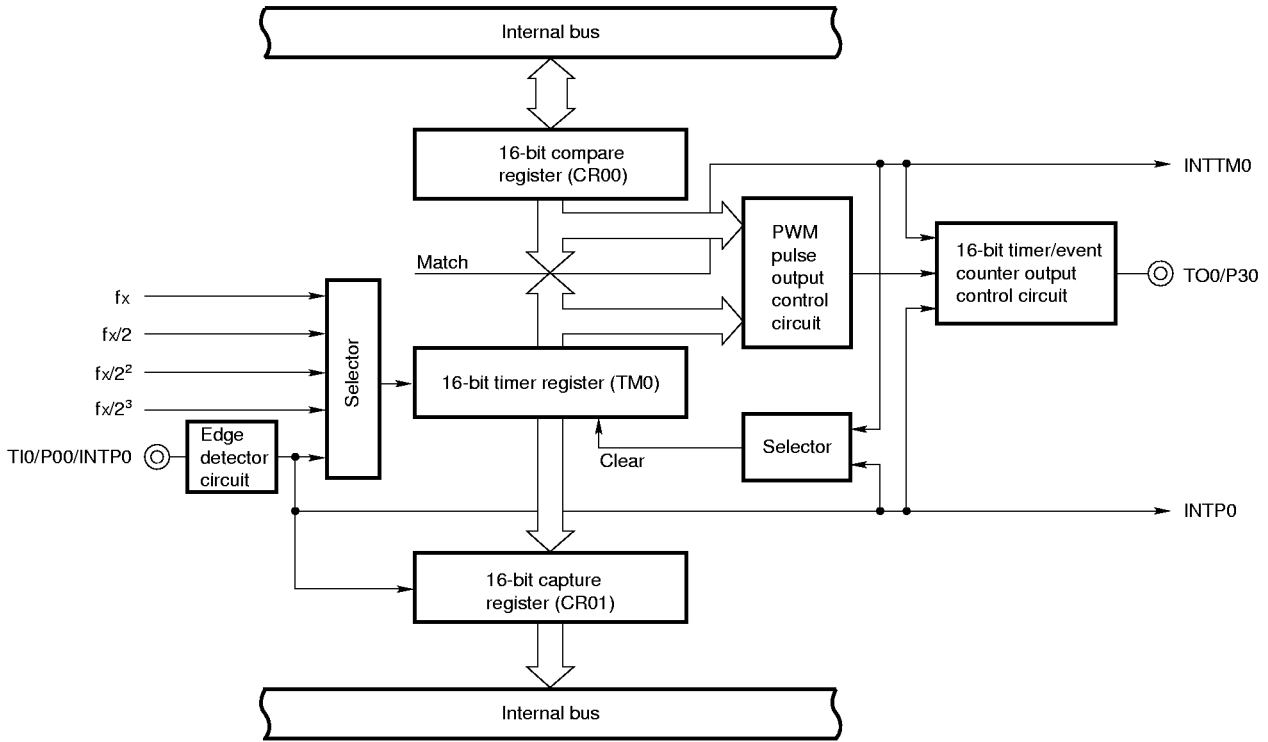 Internal bus
16-bit compare
register (CR00)
INTTM0
PWM
pulse
output
control
circuit
16-bit timer/event
counter output
control circuit
TO0/P30
Match
fx
fx/2
fx/2²
fx/2³
Selector
16-bit timer register (TM0)
TI0/P00/INTP0
Edge
detector
circuit
Clear
Selector
INTP0
16-bit capture
register (CR01)
Internal bus